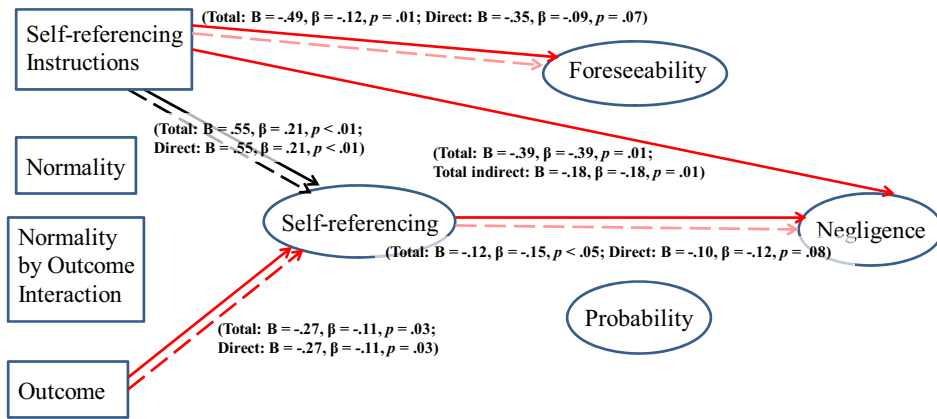 (Total: B = -.49, β = -.12, p = .01; Direct: B = -.35, β = -.09, p = .07)
Self-referencing
Instructions
Foreseeability
(Total: B = .55, β = .21, p < .01;
Direct: B = .55, β = .21, p < .01)
Normality
(Total: B = -.39, β = -.39, p = .01;
Total indirect: B = -.18, β = -.18, p = .01)
Self-referencing
Negligence
Normality
by Outcome
Interaction
(Total: B = -.12, β = -.15, p < .05; Direct: B = -.10, β = -.12, p = .08)
Probability
(Total: B = -.27, β = -.11, p = .03;
Direct: B = -.27, β = -.11, p = .03)
Outcome